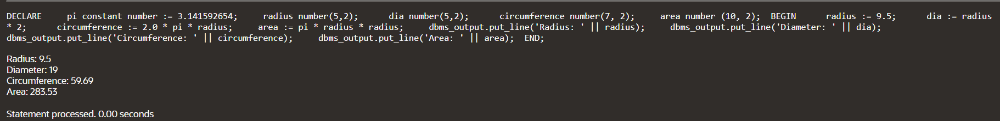 DECLARE     pi constant number := 3.141592654;     radius number(5,2);      dia number(5,2);      circumference number(7, 2);     area number (10, 2);  BEGIN      radius := 9.5;      dia := radius
* 2;      circumference := 2.0 * pi * radius;     area := pi * radius * radius;     dbms_output.put_line('Radius: ' || radius);     dbms_output.put_line('Diameter: ' || dia);
dbms_output.put_line('Circumference: ' || circumference);     dbms_output.put_line('Area: ' || area);  END;
Radius: 9.5
Diameter: 19
Circumference: 59.69
Area: 283.53
Statement processed. 0.00 seconds